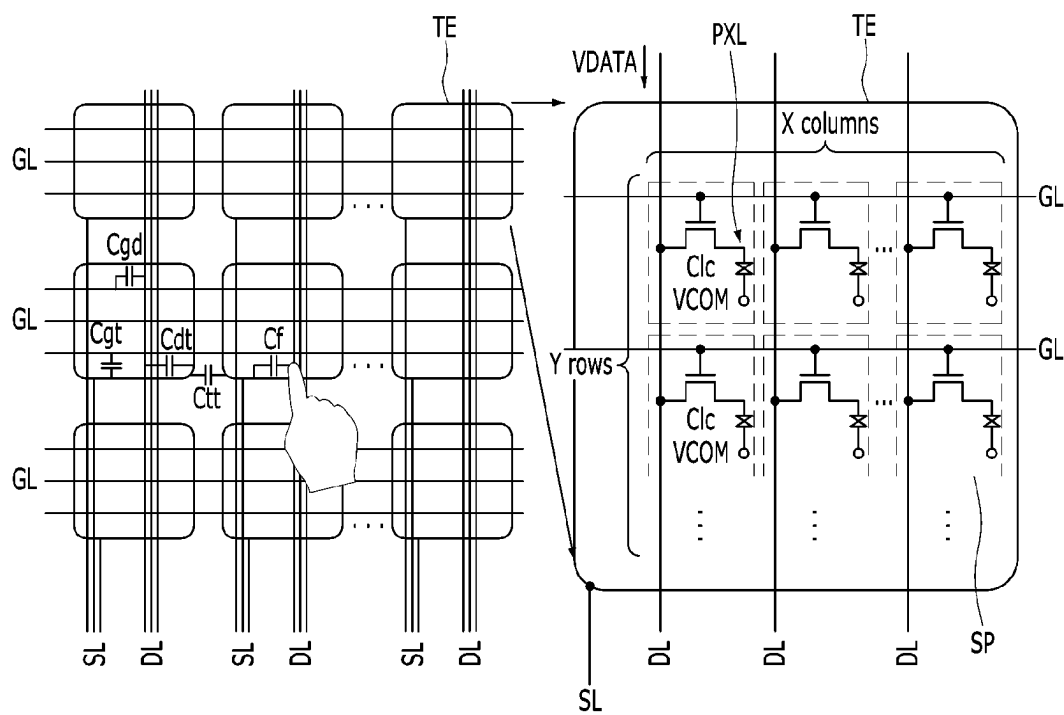 TE
PXL
TE
VDATA
X columns
GL
GL
Cgd
Clc
VCOM
GL
Cgt
Cdt
Cf
Ctt
Y rows
GL
Clc
VCOM
GL
SL
DL
SL
DL
SL
DL
DL
DL
DL
SP
SL